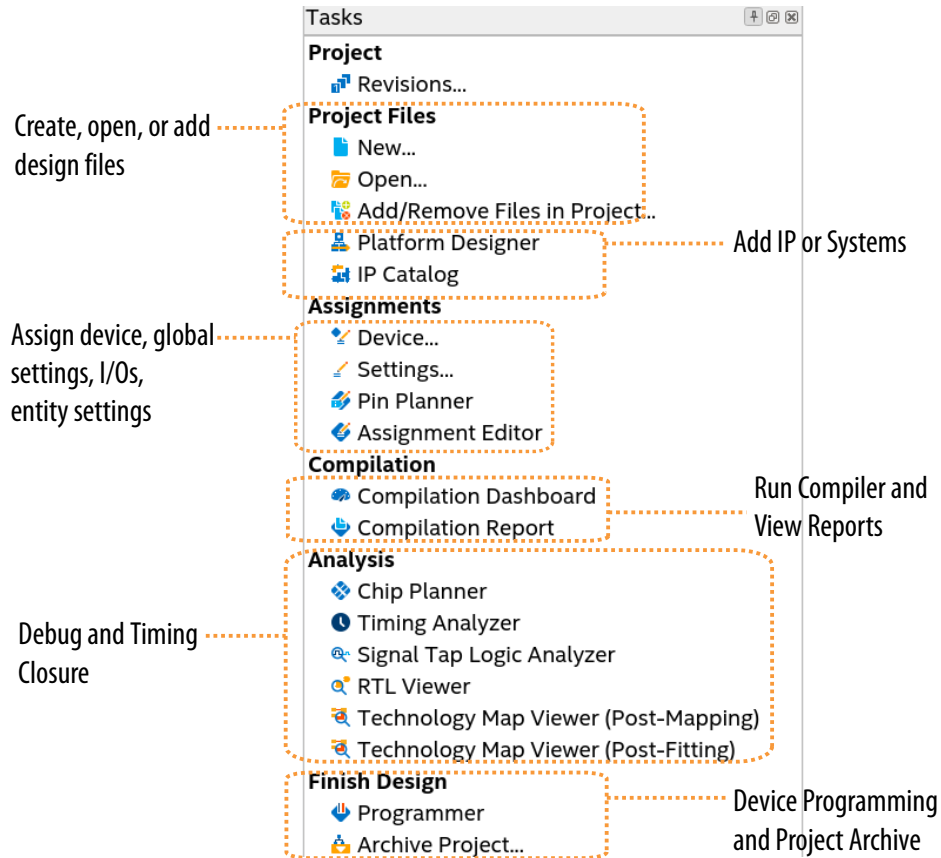 Tasks
Project
Revisions...
Project Files
Create, open, or add
design files
New...
Open...
Add/Remove Files in Project...
Platform Designer
Add IP or Systems
IP Catalog
Assignments
Assign device, global
settings, I/Os,
entity settings
Device...
Settings...
Pin Planner
Assignment Editor
Compilation
Compilation Dashboard
Run Compiler and
View Reports
Compilation Report
Analysis
Chip Planner
Timing Analyzer
Debug and Timing
Closure
Signal Tap Logic Analyzer
RTL Viewer
Technology Map Viewer (Post-Mapping)
Technology Map Viewer (Post-Fitting)
Finish Design
Programmer
Device Programming
and Project Archive
Archive Project...